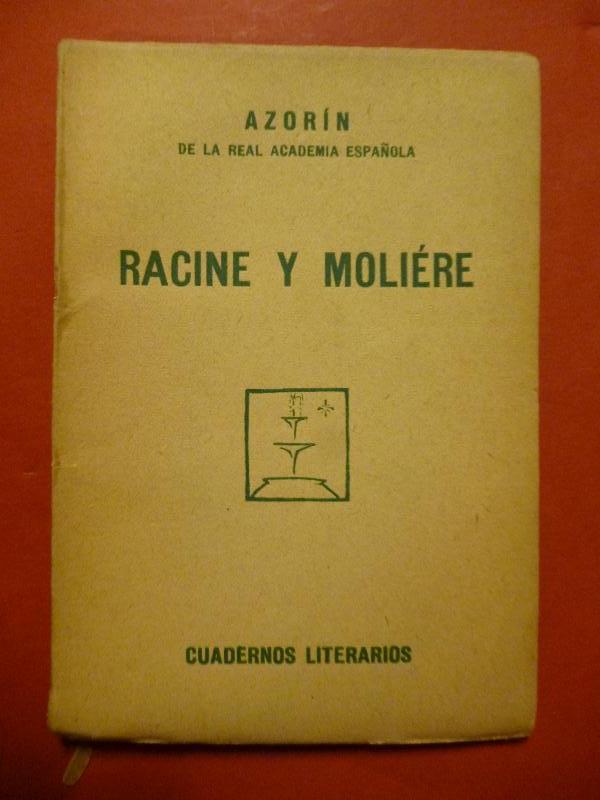 AZORÍN
DE LA REAL ACADEMIA ESPAÑOLA
RACINE Y MOLIÉRE
CUADERNOS LITERARIOS